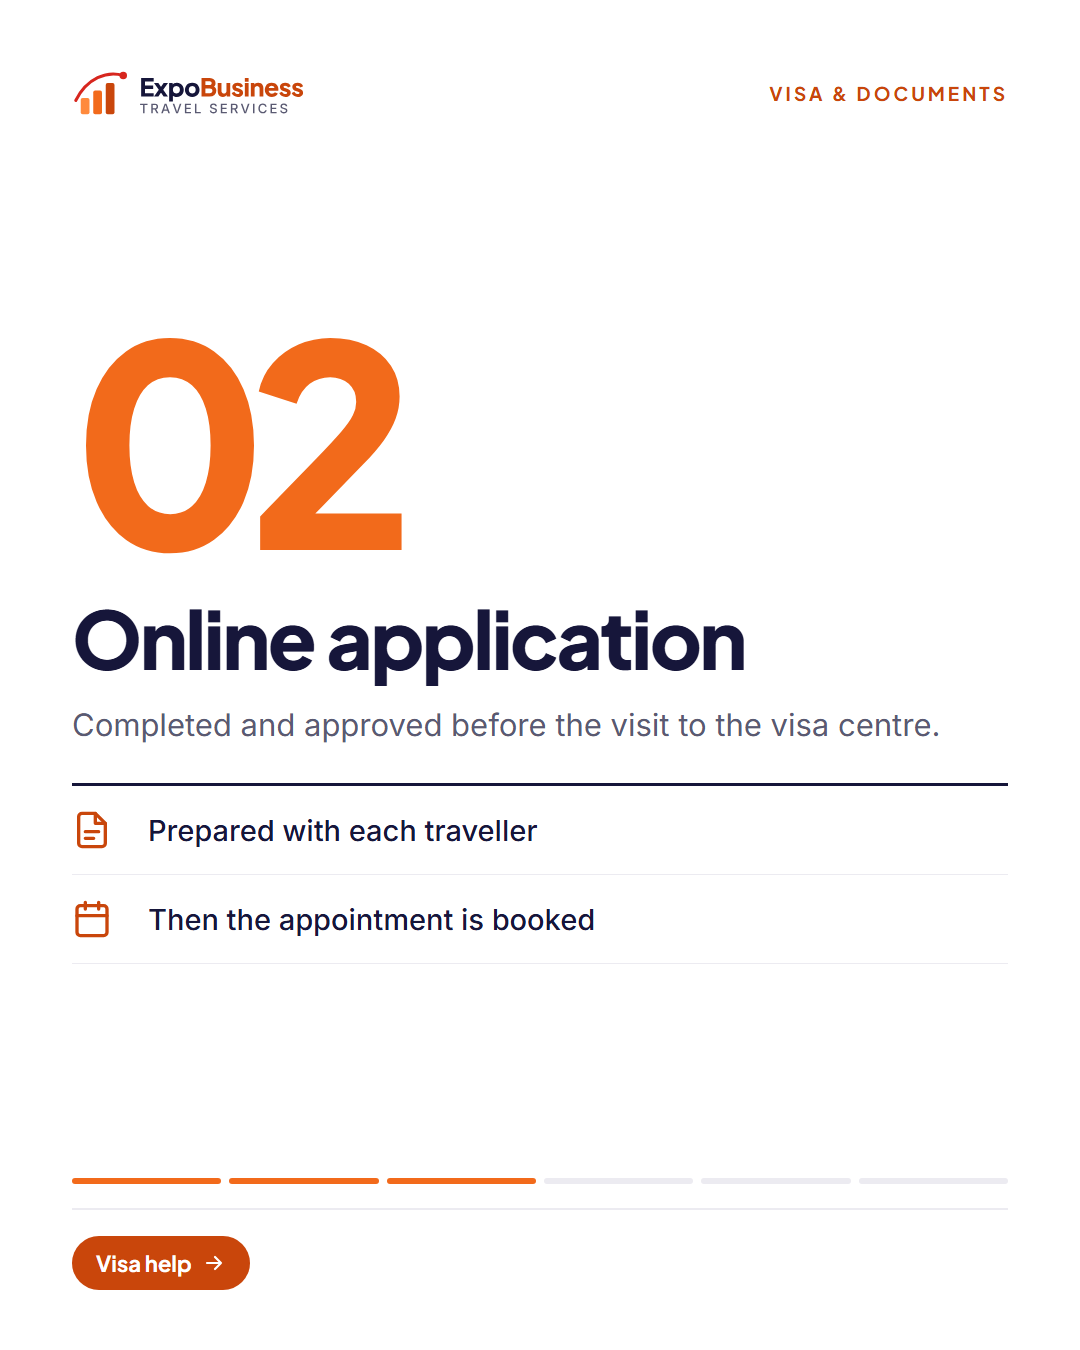 ExpoBusiness
TRAVEL SERVICES
VISA & DOCUMENTS
02
Online application
Completed and approved before the visit to the visa centre.
Prepared with each traveller
Then the appointment is booked
Visa help →